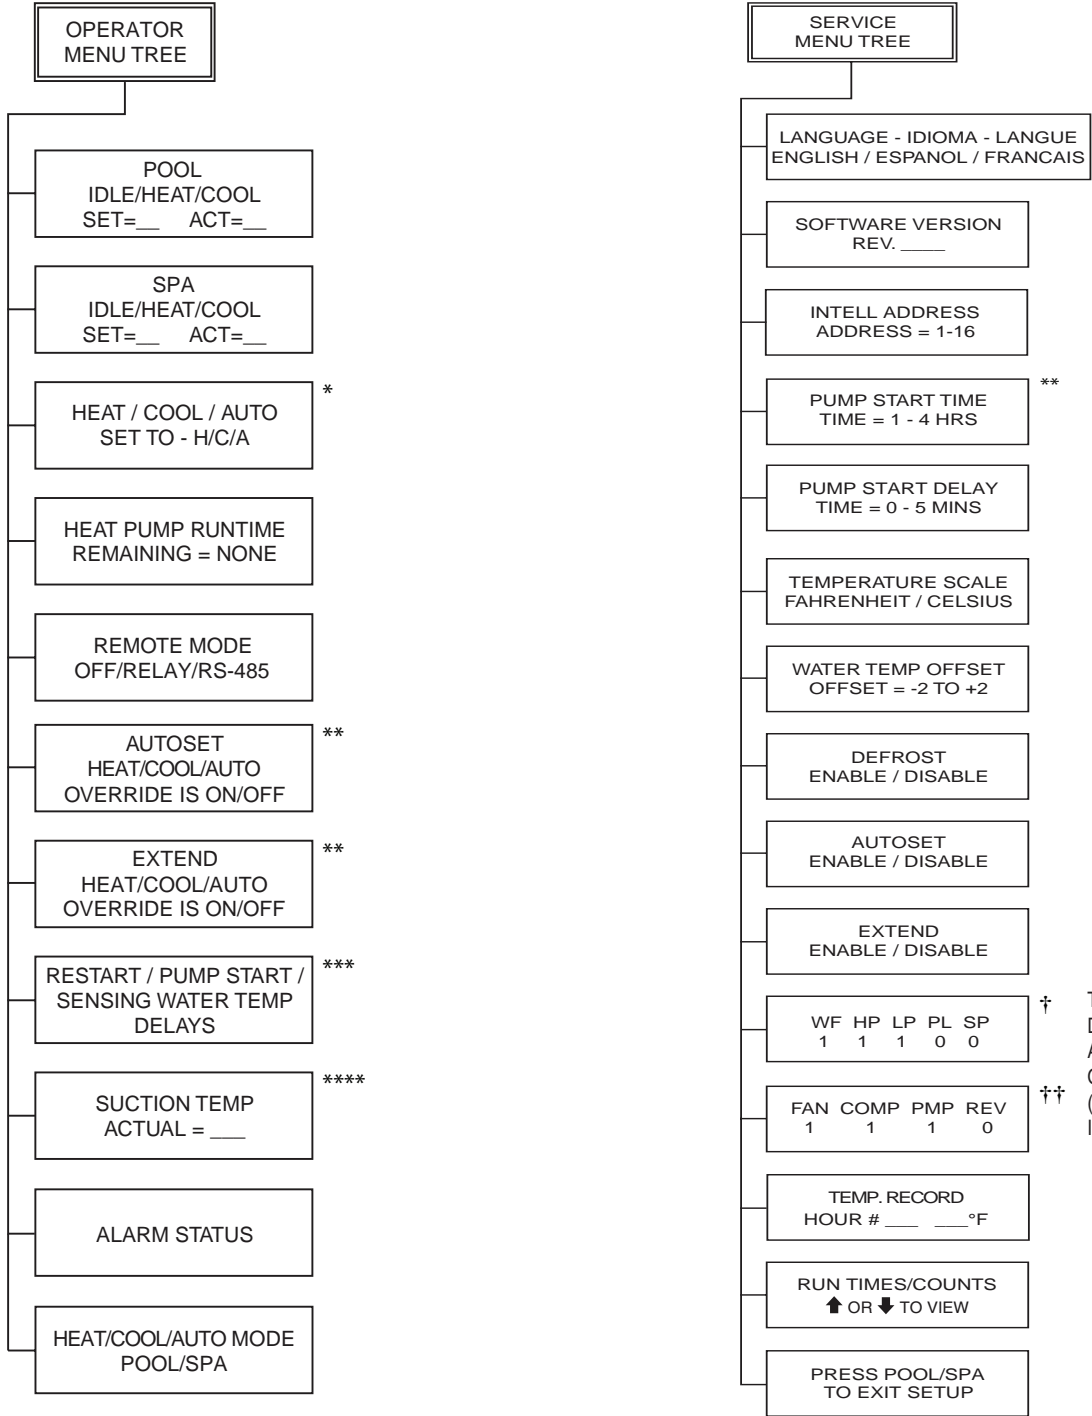 OPERATOR
MENU TREE
POOL
IDLE/HEAT/COOL
SET=__ ACT=__
SPA
IDLE/HEAT/COOL
SET=__ ACT=__
*
HEAT / COOL / AUTO
SET TO - H/C/A
HEAT PUMP RUNTIME
REMAINING = NONE
REMOTE MODE
OFF/RELAY/RS-485
**
AUTOSET
HEAT/COOL/AUTO
OVERRIDE IS ON/OFF
**
EXTEND
HEAT/COOL/AUTO
OVERRIDE IS ON/OFF
***
RESTART / PUMP START /
SENSING WATER TEMP
DELAYS
****
SUCTION TEMP
ACTUAL = ___
ALARM STATUS
HEAT/COOL/AUTO MODE
POOL/SPA
SERVICE
MENU TREE
LANGUAGE - IDIOMA - LANGUE
ENGLISH / ESPANOL / FRANCAIS
SOFTWARE VERSION
REV. ____
INTELL ADDRESS
ADDRESS = 1-16
**
PUMP START TIME
TIME = 1 - 4 HRS
PUMP START DELAY
TIME = 0 - 5 MINS
TEMPERATURE SCALE
FAHRENHEIT / CELSIUS
WATER TEMP OFFSET
OFFSET = -2 TO +2
DEFROST
ENABLE / DISABLE
AUTOSET
ENABLE / DISABLE
EXTEND
ENABLE / DISABLE
†
WF HP LP PL SP
1 1 1 0 0
††
FAN COMP PMP REV
1 1 1 0
TEMP. RECORD
HOUR # ___ ___°F
RUN TIMES/COUNTS
⬆ OR ⬇ TO VIEW
PRESS POOL/SPA
TO EXIT SETUP